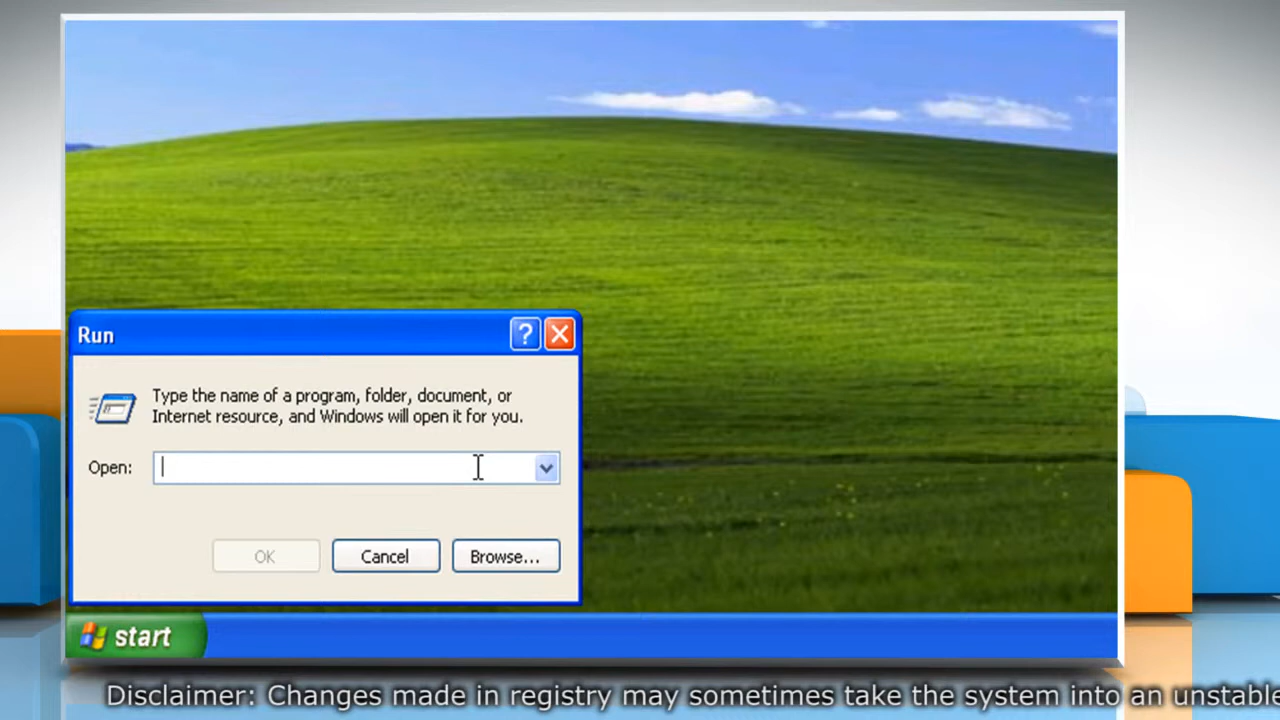 Run
?
Type the name of a program, folder, document, or
Internet resource, and Windows will open it for you.
Open:
OK
Cancel
Browse...
start
Disclaimer: Changes made in registry may sometimes take the system into an unstable